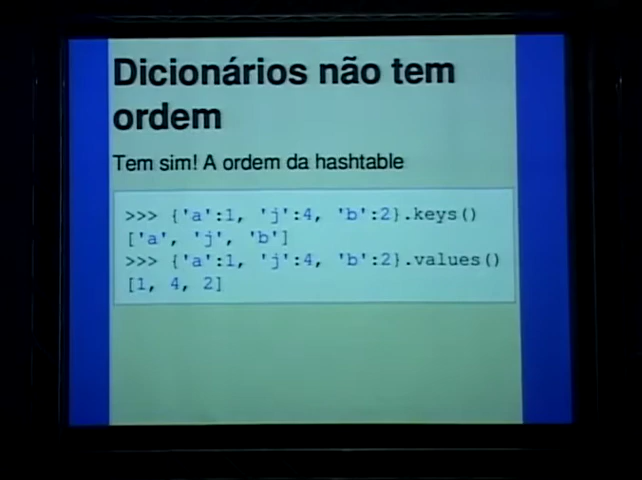 Dicionários não tem
ordem
Tem sim! A ordem da hashtable
>>> {'a':1, 'j':4, 'b':2}.keys()
['a', 'j', 'b']
>>> {'a':1, 'j':4, 'b':2}.values()
[1, 4, 2]